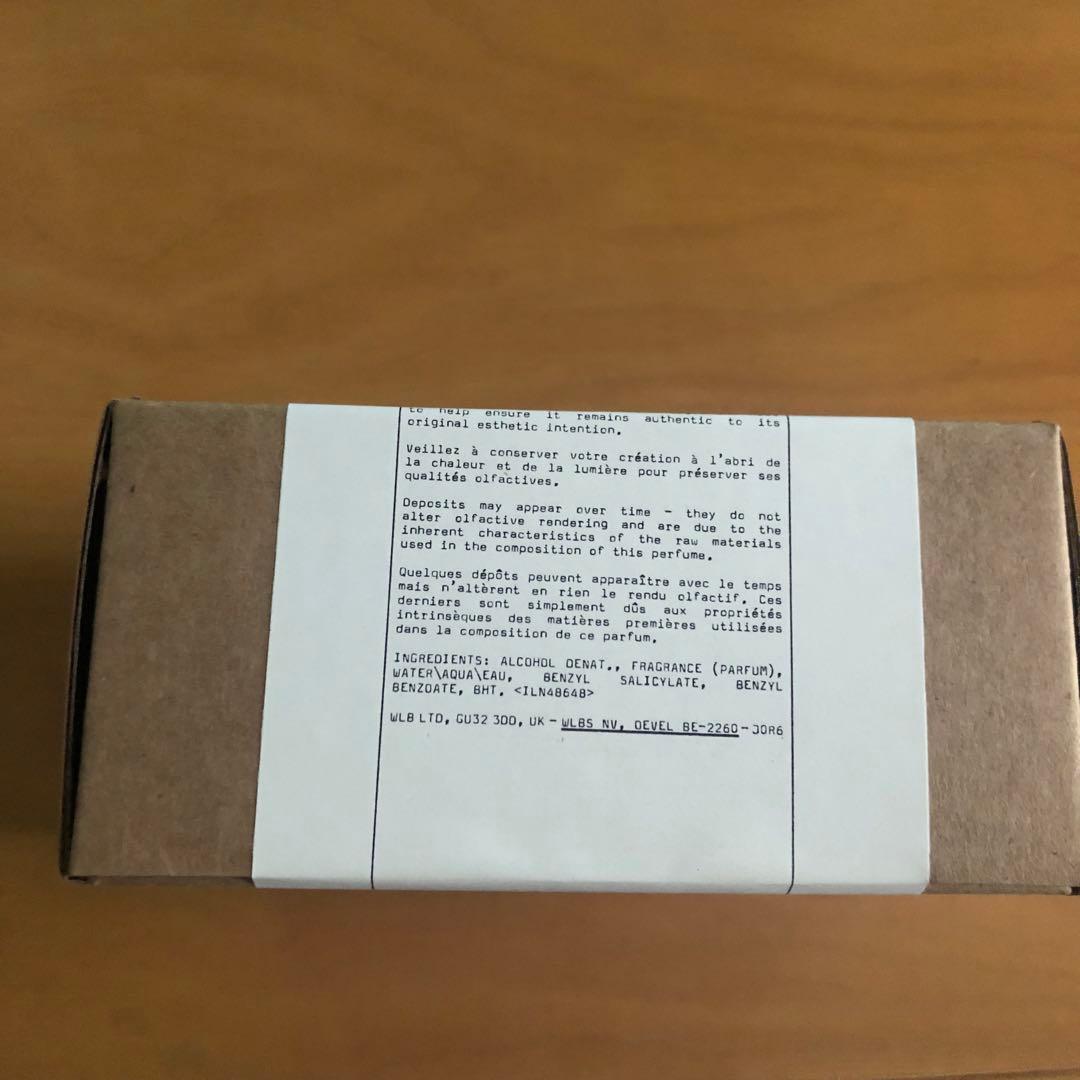 to help ensure it remains authentic to its
original esthetic intention.
Veillez à conserver votre création à l'abri de
la chaleur et de la lumière pour préserver ses
qualités olfactives.
Deposits may appear over time - they do not
alter olfactive rendering and are due to the
inherent characteristics of the raw materials
used in the composition of this perfume.
Quelques dépôts peuvent apparaître avec le temps
mais n'altèrent en rien le rendu olfactif. Ces
derniers sont simplement dûs aux propriétés
intrinsèques des matières premières utilisées
dans la composition de ce parfum.
INGREDIENTS: ALCOHOL DENAT., FRAGRANCE (PARFUM),
WATER\AQUA\EAU, BENZYL SALICYLATE, BENZYL
BENZOATE, BHT. <ILN48648>
WLB LTD, GU32 3QQ, UK - WLBS NV, OEVEL BE-2260 - JOR6